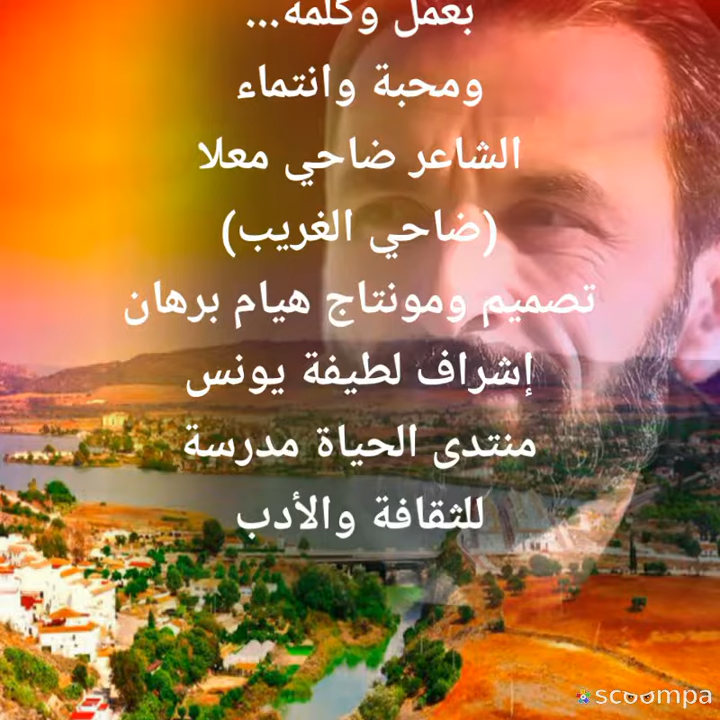 بعمل وكلمة...
ومحبة وانتماء
الشاعر ضاحي معلا
(ضاحي الغريب)
تصميم ومونتاج هيام برهان
إشراف لطيفة يونس
منتدى الحياة مدرسة
للثقافة والأدب
scoompa